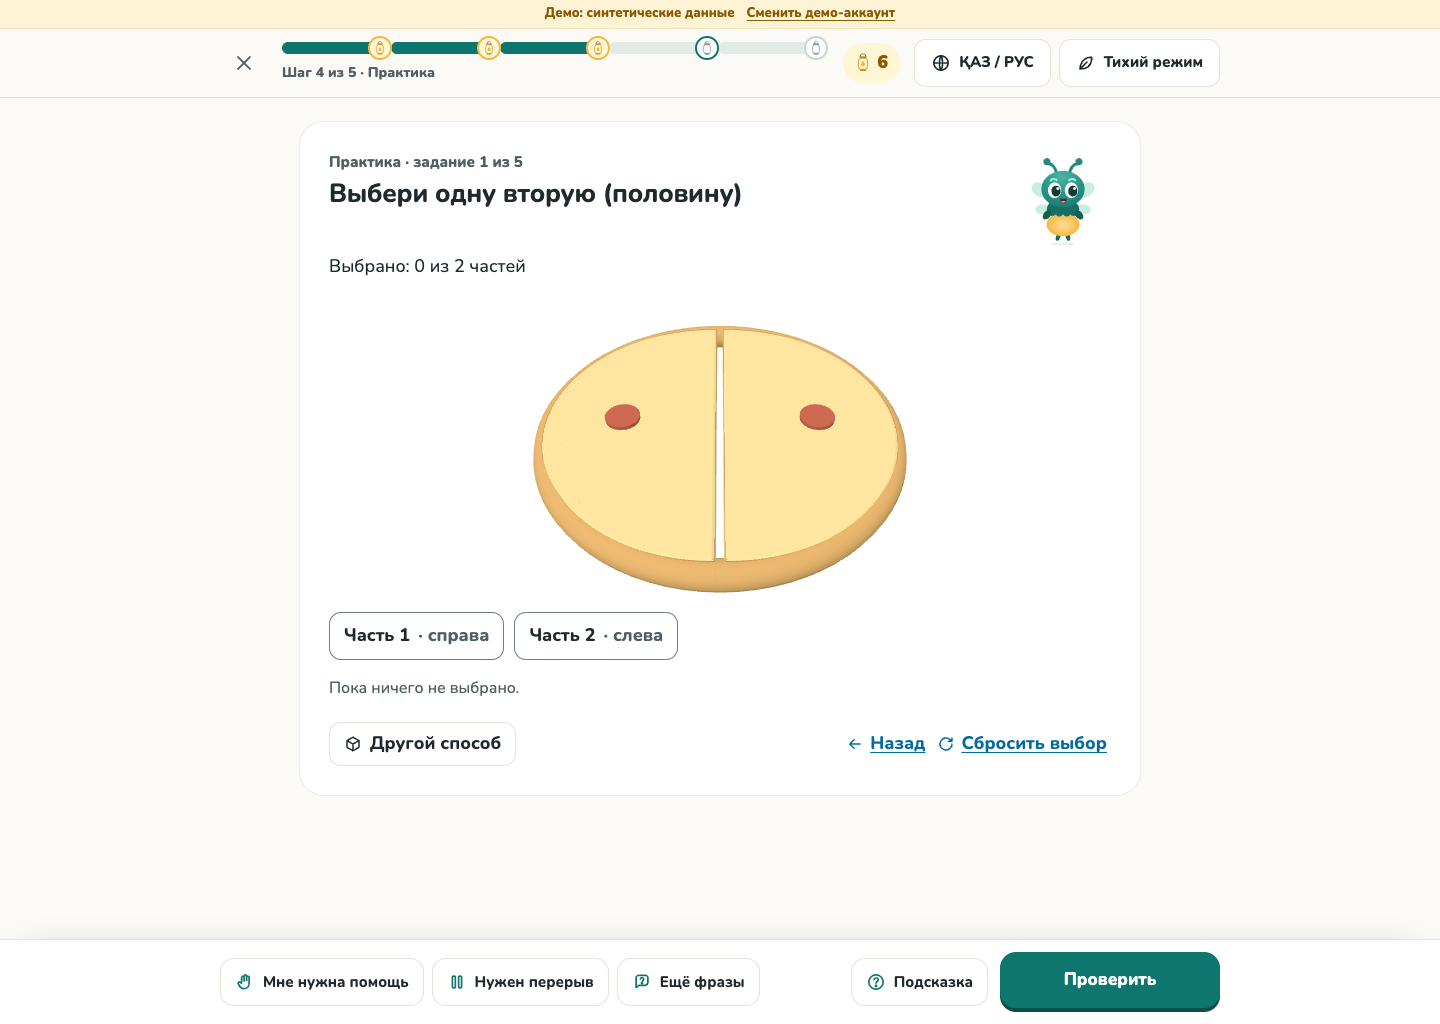 Демо: синтетические данные Сменить демо-аккаунт
Шаг 4 из 5 · Практика
6
ҚАЗ / РУС
Тихий режим
Практика · задание 1 из 5
Выбери одну вторую (половину)
Выбрано: 0 из 2 частей
Часть 1 · справа
Часть 2 · слева
Пока ничего не выбрано.
Другой способ
Назад
Сбросить выбор
Мне нужна помощь
Нужен перерыв
Ещё фразы
Подсказка
Проверить